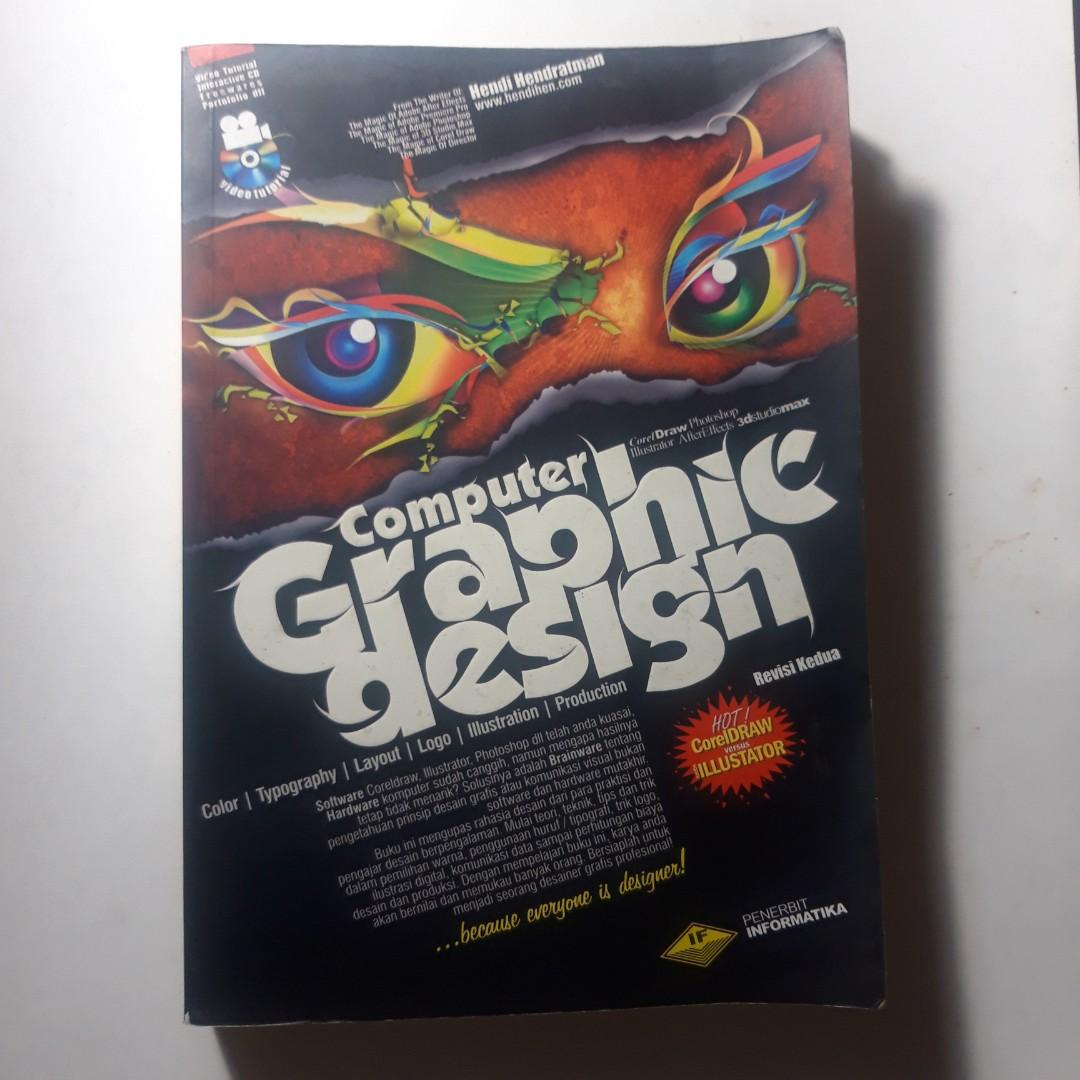 Video Tutorial
Interactive CD
Freewares
Portofolio dll
video tutorial
From The Writer Of:
The Magic Of Adobe After Effects
The Magic of Adobe Premiere Pro
The Magic of Adobe Photoshop
The Magic of 3D Studio Max
The Magic of Corel Draw
The Magic Of Director
Hendi Hendratman
www.hendihen.com
CorelDraw Photoshop
Illustrator AfterEffects 3dstudiomax
Computer
Graphic
design
Revisi Kedua
Color | Typography | Layout | Logo | Illustration | Production
HOT!
CorelDRAW
versus
ILLUSTATOR
Software Coreldraw, Illustrator, Photoshop dll telah anda kuasai,
Hardware komputer sudah canggih, namun mengapa hasilnya
tetap tidak menarik? Solusinya adalah Brainware tentang
pengetahuan prinsip desain grafis atau komunikasi visual bukan
software dan hardware mutakhir.
Buku ini mengupas rahasia desain dari para praktisi dan
pengajar desain berpengalaman. Mulai teori, teknik, tips dan trik
dalam pemilihan warna, penggunaan huruf / tipografi, trik logo,
ilustrasi digital, komunikasi data sampai perhitungan biaya
desain dan produksi. Dengan mempelajari buku ini, karya anda
akan bernilai dan memukau banyak orang. Bersiaplah untuk
menjadi seorang desainer grafis profesional!
...because everyone is designer!
IF
PENERBIT
INFORMATIKA